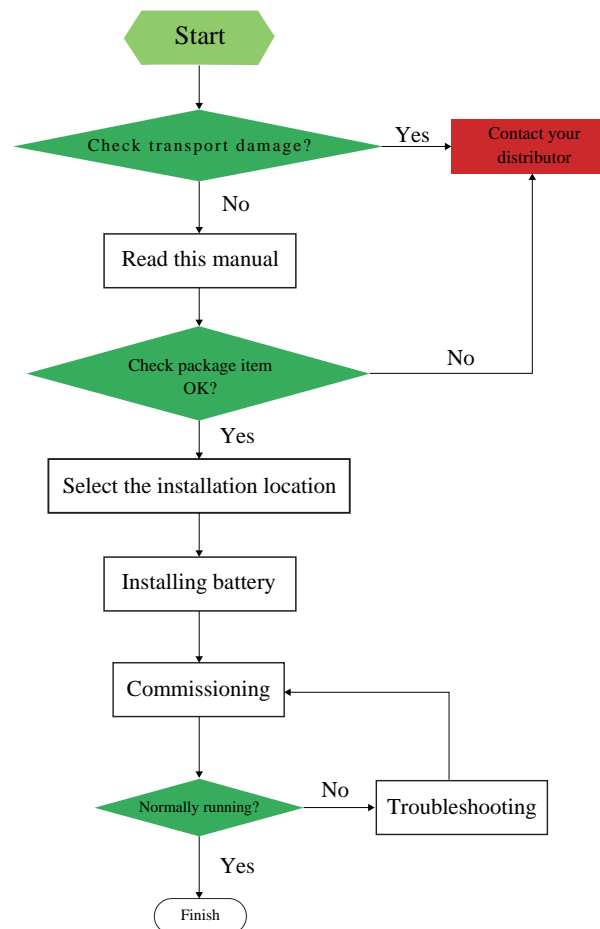 Start
Check transport damage?
Yes
Contact your
distributor
No
Read this manual
Check package item
OK?
No
Yes
Select the installation location
Installing battery
Commissioning
Normally running?
No
Troubleshooting
Yes
Finish